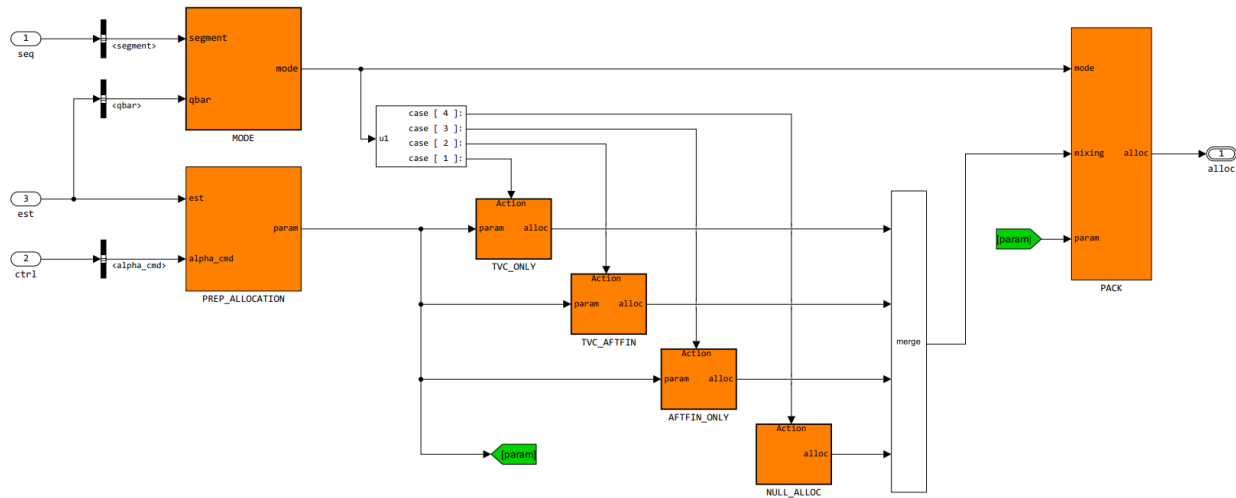 1
seq
<segment>
segment
mode
qbar
MODE
<qbar>
3
est
2
ctrl
<alpha_cmd>
est
param
alpha_cmd
PREP_ALLOCATION
u1
case [ 4 ]:
case [ 3 ]:
case [ 2 ]:
case [ 1 ]:
Action
param
alloc
TVC_ONLY
Action
param
alloc
TVC_AFTFIN
Action
param
alloc
AFTFIN_ONLY
Action
alloc
NULL_ALLOC
[param]
merge
[param]
mode
mixing
alloc
param
PACK
1
alloc